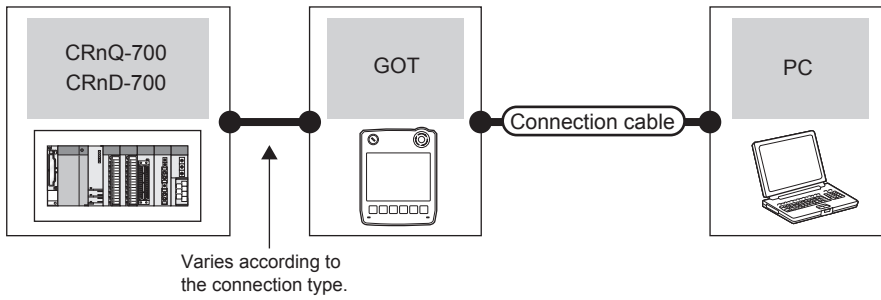 CRnQ-700
CRnD-700
GOT
Connection cable
PC
Varies according to
the connection type.